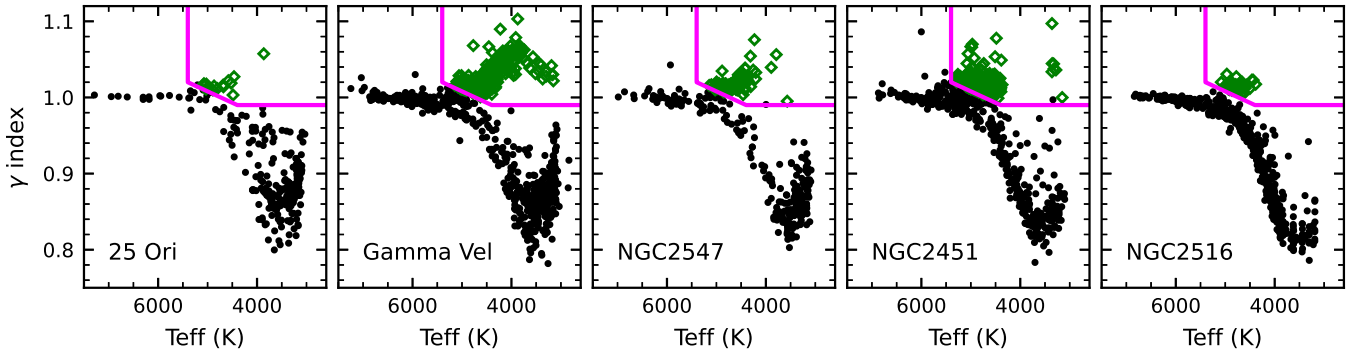 1.1
1.0
0.9
0.8
γ index
25 Ori
Gamma Vel
NGC2547
NGC2451
NGC2516
6000 4000
6000 4000
6000 4000
6000 4000
6000 4000
Teff (K)
Teff (K)
Teff (K)
Teff (K)
Teff (K)